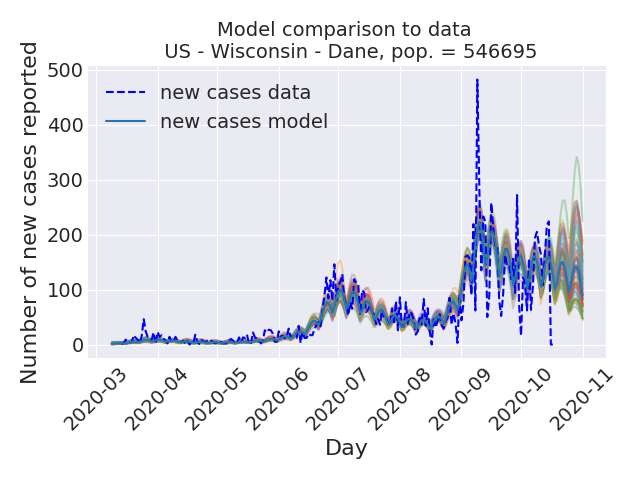 Model comparison to data
US - Wisconsin - Dane, pop. = 546695
Number of new cases reported
500
400
300
200
100
0
new cases data
new cases model
2020-03
2020-04
2020-05
2020-06
2020-07
2020-08
2020-09
2020-10
2020-11
Day